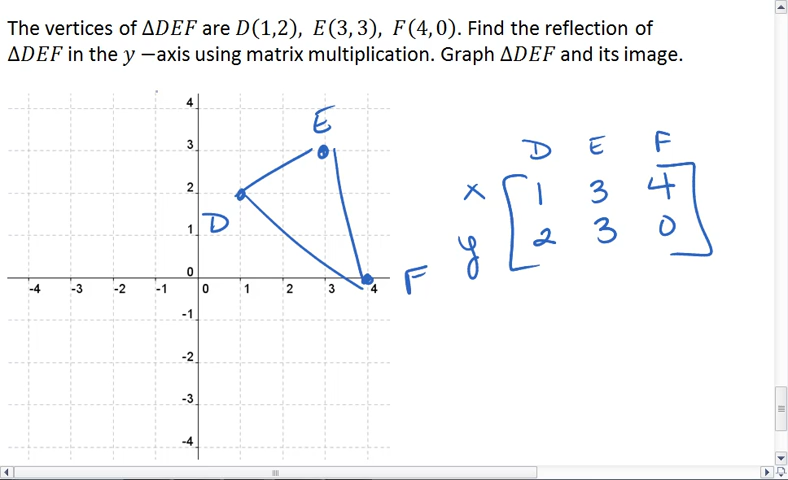 The vertices of ΔDEF are D(1,2), E(3,3), F(4,0). Find the reflection of
ΔDEF in the y −axis using matrix multiplication. Graph ΔDEF and its image.
4
E
3
D E F
2
x 1 3 4
D
1
y 2 3 0
0
F
-4 -3 -2 -1 0 1 2 3 4
-1
-2
-3
-4